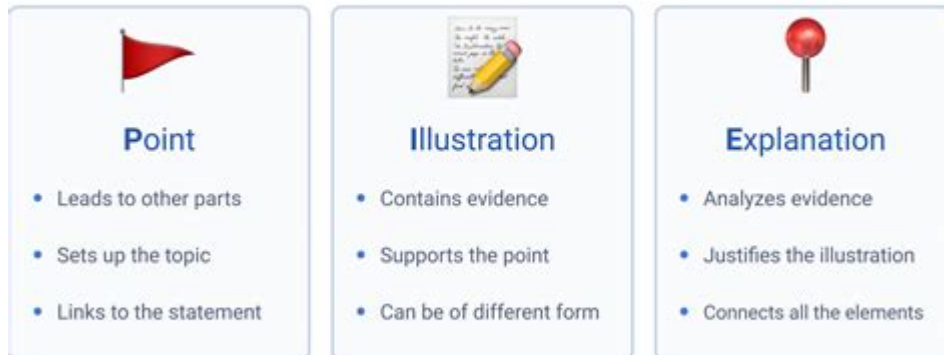 Point
• Leads to other parts
• Sets up the topic
• Links to the statement
Illustration
• Contains evidence
• Supports the point
• Can be of different form
Explanation
• Analyzes evidence
• Justifies the illustration
• Connects all the elements